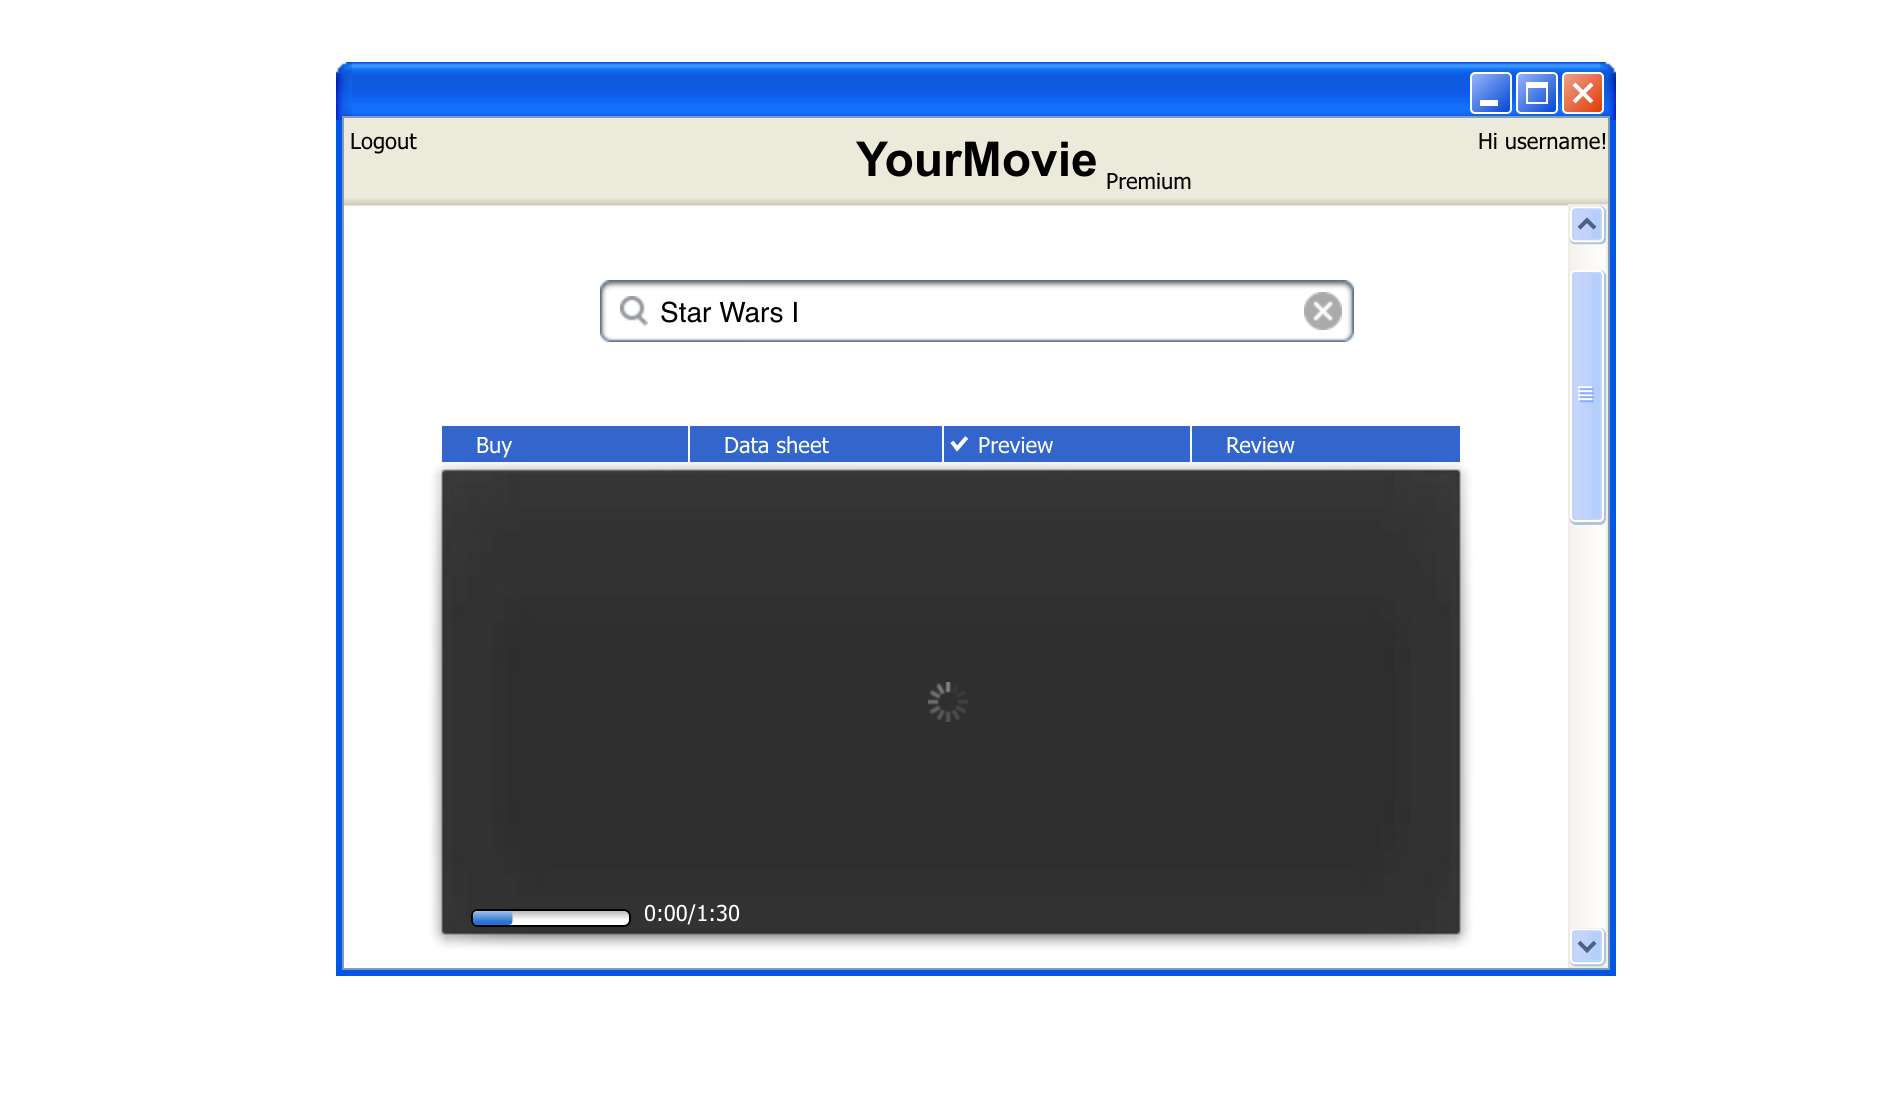 Logout
YourMovie Premium
Hi username!
Star Wars I
Buy
Data sheet
Preview
Review
0:00/1:30